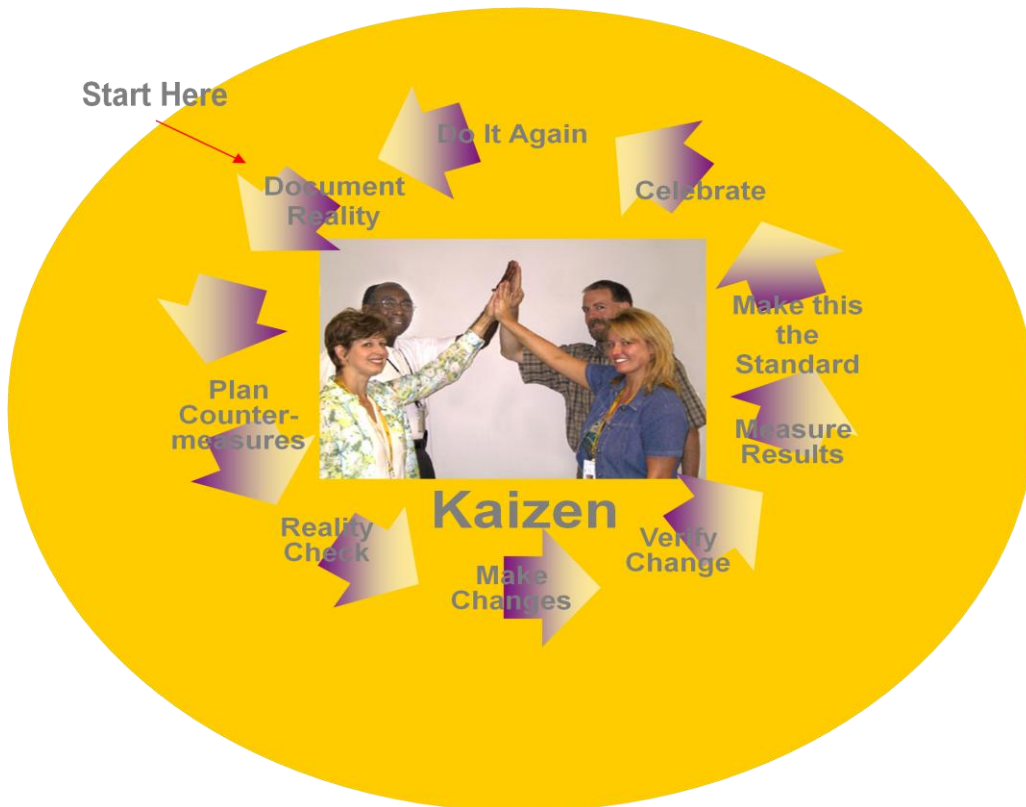 Start Here
Document
Reality
Plan
Counter-
measures
Reality
Check
Make
Changes
Verify
Change
Measure
Results
Make this
the
Standard
Celebrate
Do It Again
Kaizen